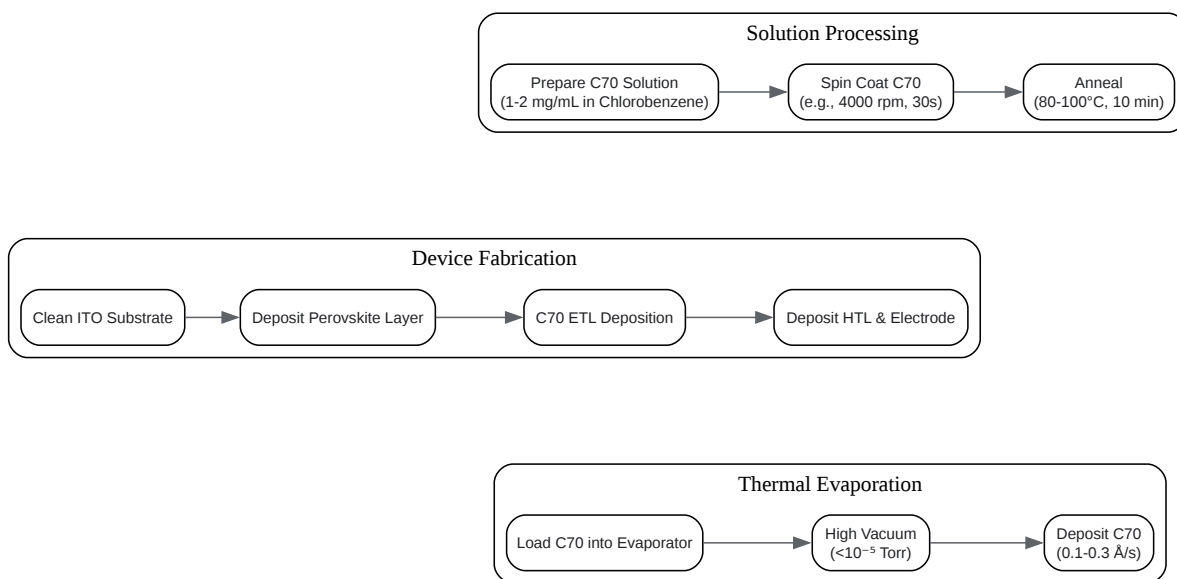 Solution Processing
Prepare C70 Solution
(1-2 mg/mL in Chlorobenzene)
Spin Coat C70
(e.g., 4000 rpm, 30s)
Anneal
(80-100°C, 10 min)
Device Fabrication
Clean ITO Substrate
Deposit Perovskite Layer
C70 ETL Deposition
Deposit HTL & Electrode
Thermal Evaporation
Load C70 into Evaporator
High Vacuum
(<10⁻⁵ Torr)
Deposit C70
(0.1-0.3 Å/s)